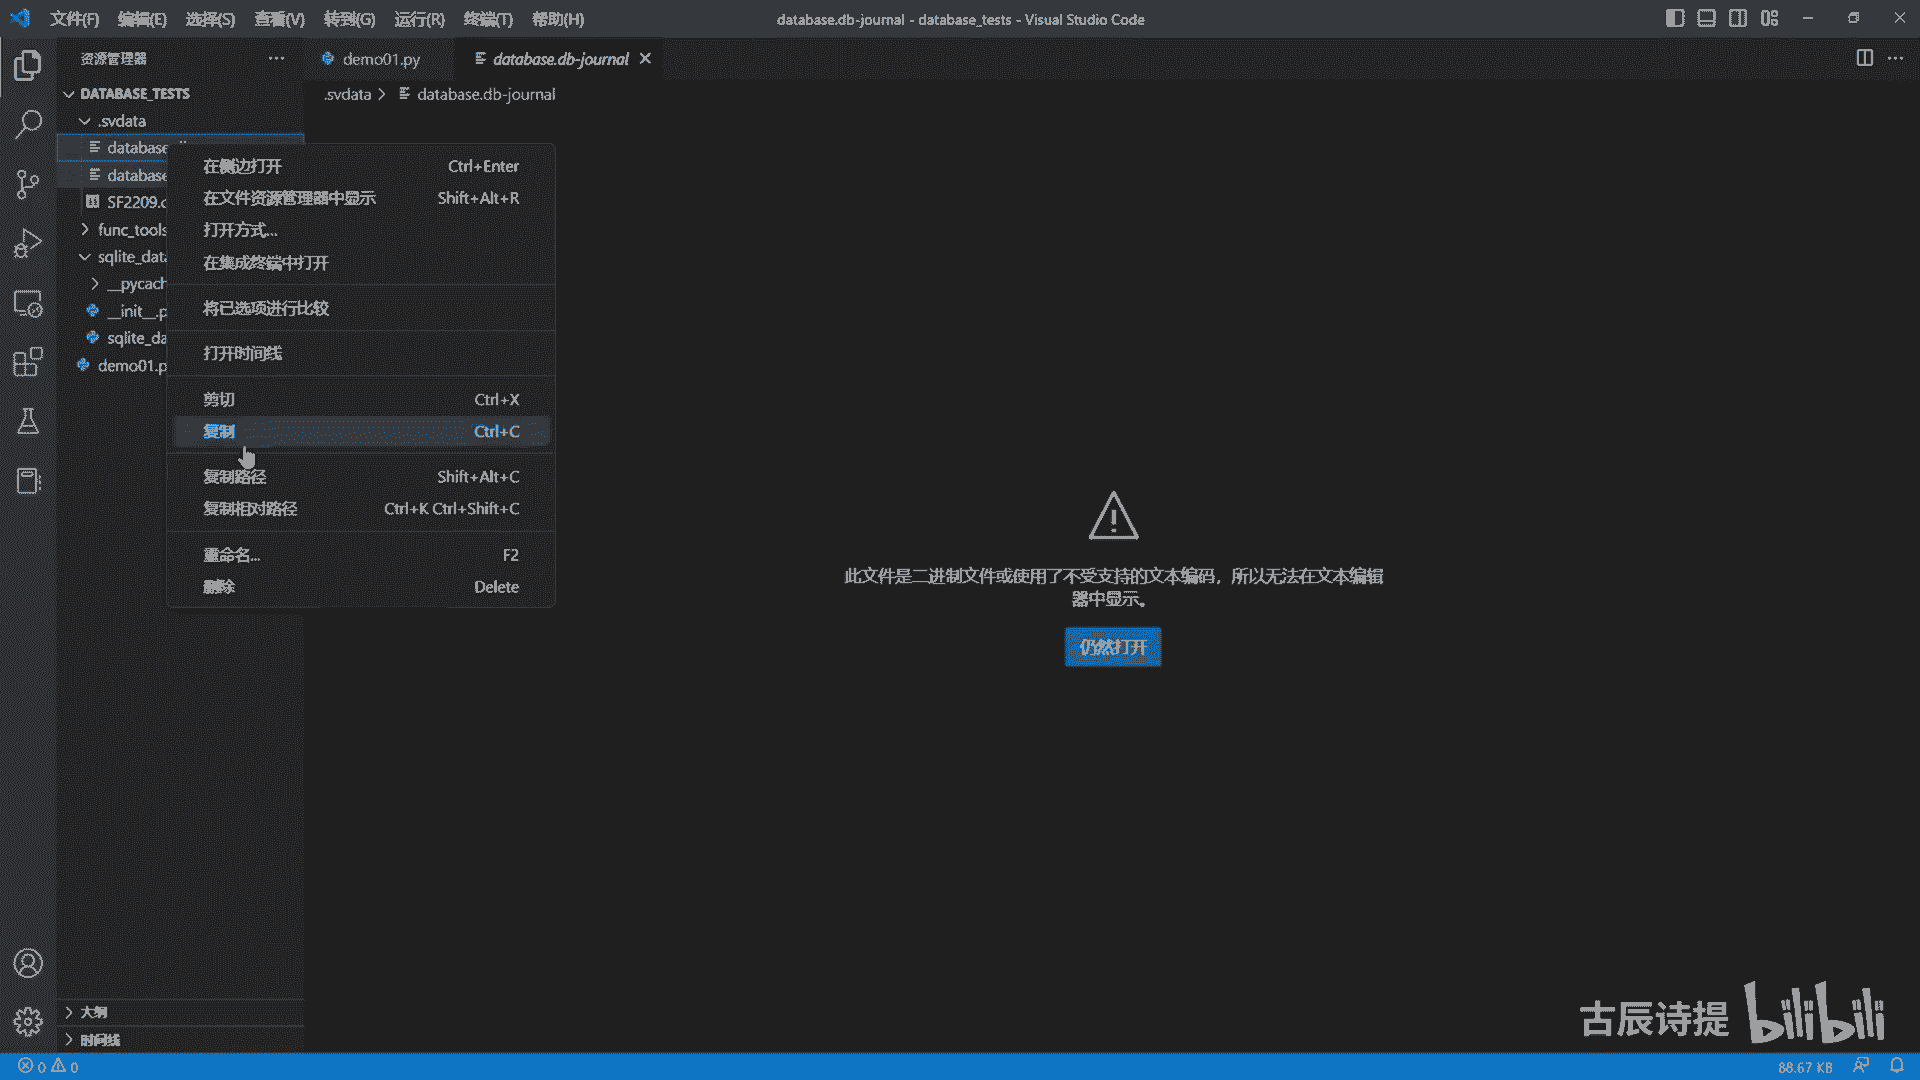 文件(F) 编辑(E) 选择(S) 查看(V) 转到(G) 运行(R) 终端(T) 帮助(H)
database.db-journal - database_tests - Visual Studio Code
资源管理器
demo01.py
database.db-journal
DATABASE_TESTS
.svdata > database.db-journal
.svdata
database
database
SF2209.c
func_tools
sqlite_data
__pycach
__init__.p
sqlite_da
demo01.p
在侧边打开 Ctrl+Enter
在文件资源管理器中显示 Shift+Alt+R
打开方式...
在集成终端中打开
将已选项进行比较
打开时间线
剪切 Ctrl+X
复制 Ctrl+C
复制路径 Shift+Alt+C
复制相对路径 Ctrl+K Ctrl+Shift+C
重命名... F2
删除 Delete
此文件是二进制文件或使用了不受支持的文本编码，所以无法在文本编辑
器中显示。
仍然打开
大纲
时间线
古辰诗提 bilibili
0 0
88.67 KB